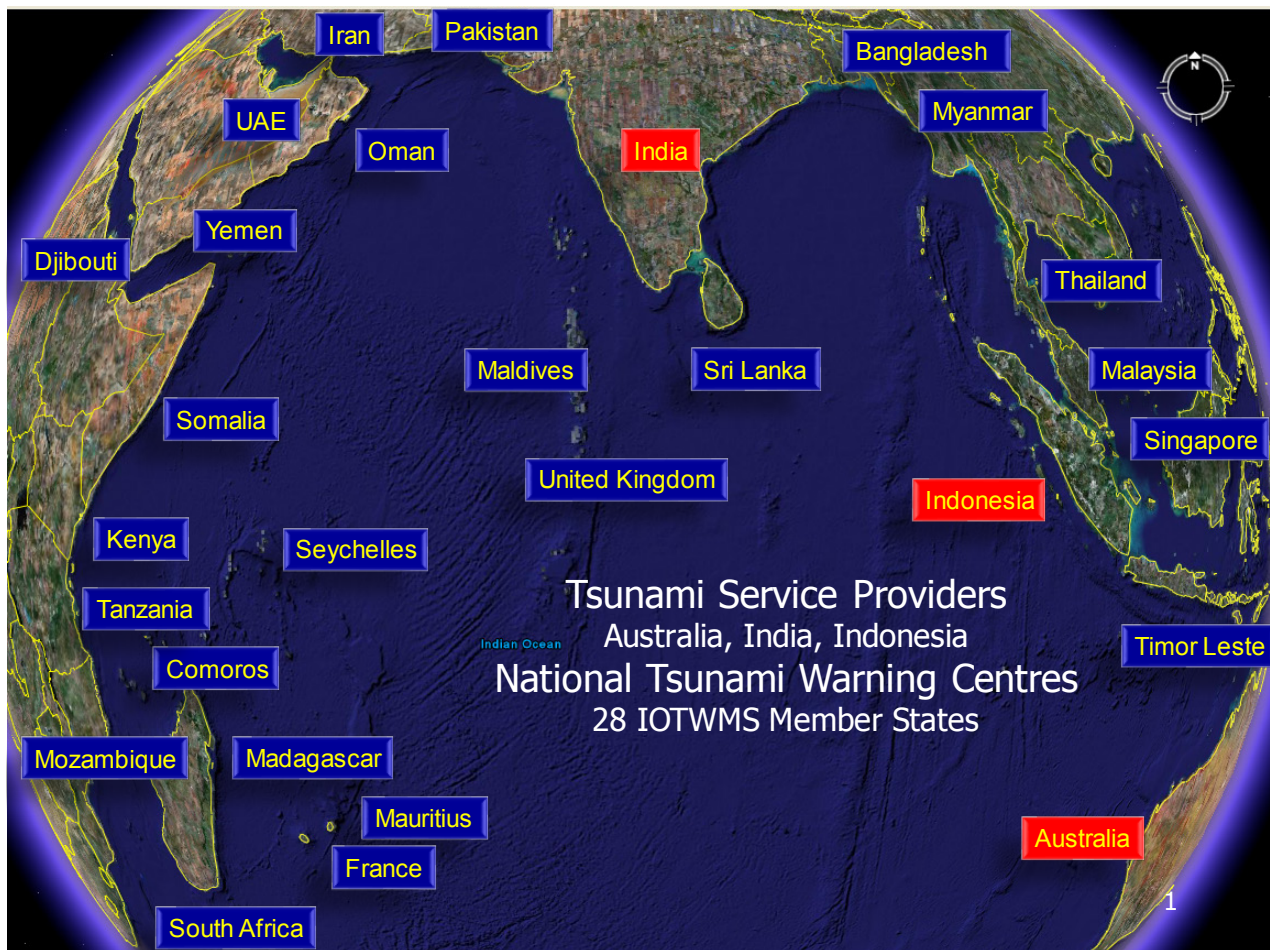 Iran
Pakistan
Bangladesh
N
UAE
Myanmar
Oman
India
Yemen
Djibouti
Thailand
Maldives
Sri Lanka
Malaysia
Somalia
Singapore
United Kingdom
Indonesia
Kenya
Seychelles
Tanzania
Tsunami Service Providers
Australia, India, Indonesia
Indian Ocean
Timor Leste
Comoros
National Tsunami Warning Centres
28 IOTWMS Member States
Mozambique
Madagascar
Mauritius
Australia
France
1
South Africa